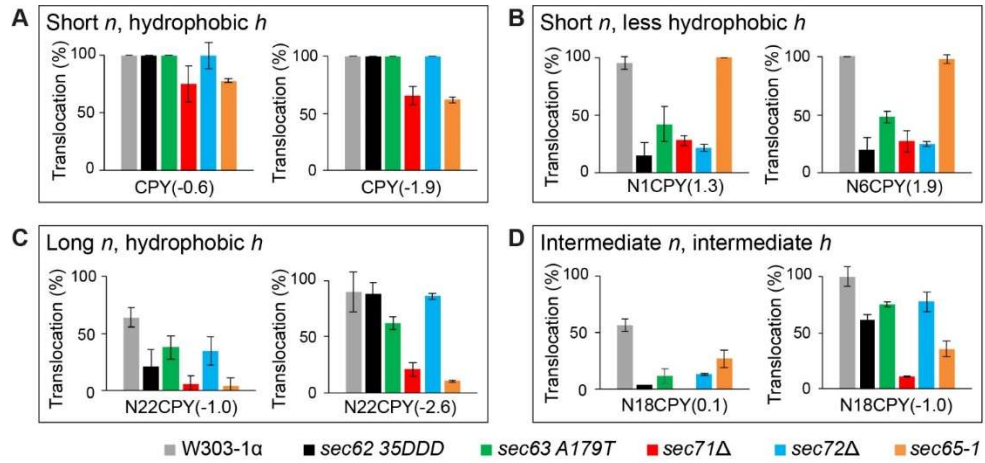 A Short n, hydrophobic h
Translocation (%)
100
50
0
CPY(-0.6)
Translocation (%)
100
50
0
CPY(-1.9)
B Short n, less hydrophobic h
Translocation (%)
100
50
0
N1CPY(1.3)
Translocation (%)
100
50
0
N6CPY(1.9)
C Long n, hydrophobic h
Translocation (%)
100
50
0
N22CPY(-1.0)
Translocation (%)
100
50
0
N22CPY(-2.6)
D Intermediate n, intermediate h
Translocation (%)
100
50
0
N18CPY(0.1)
Translocation (%)
100
50
0
N18CPY(-1.0)
W303-1α sec62 35DDD sec63 A179T sec71Δ sec72Δ sec65-1